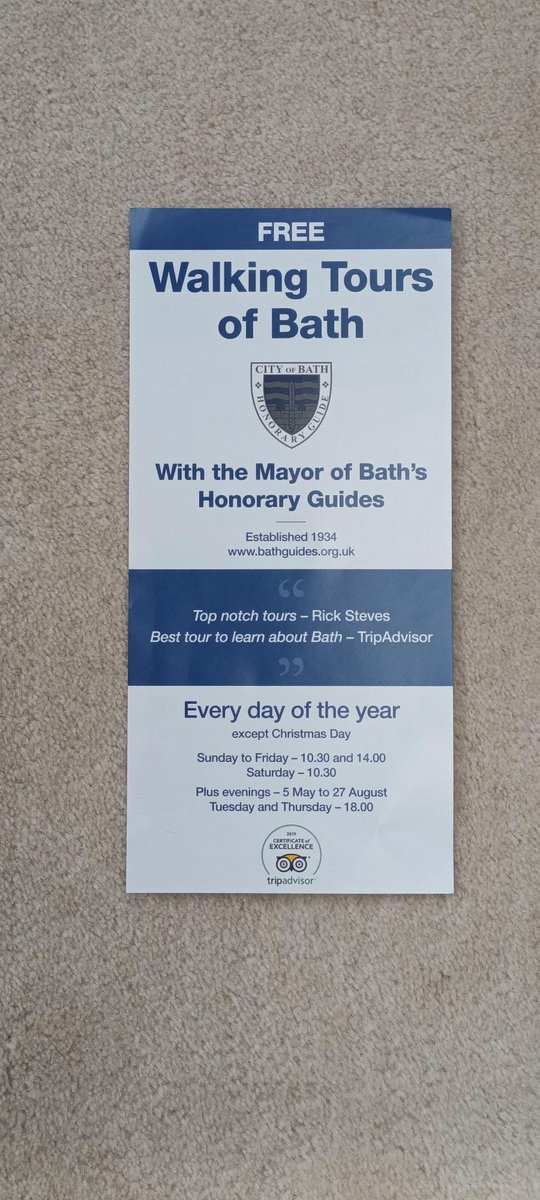 FREE
Walking Tours
of Bath
CITY OF BATH
HONORARY GUIDE
With the Mayor of Bath's
Honorary Guides
Established 1934
www.bathguides.org.uk
“
Top notch tours – Rick Steves
Best tour to learn about Bath – TripAdvisor
”
Every day of the year
except Christmas Day
Sunday to Friday – 10.30 and 14.00
Saturday – 10.30
Plus evenings – 5 May to 27 August
Tuesday and Thursday – 18.00
2019
CERTIFICATE of
EXCELLENCE
tripadvisor